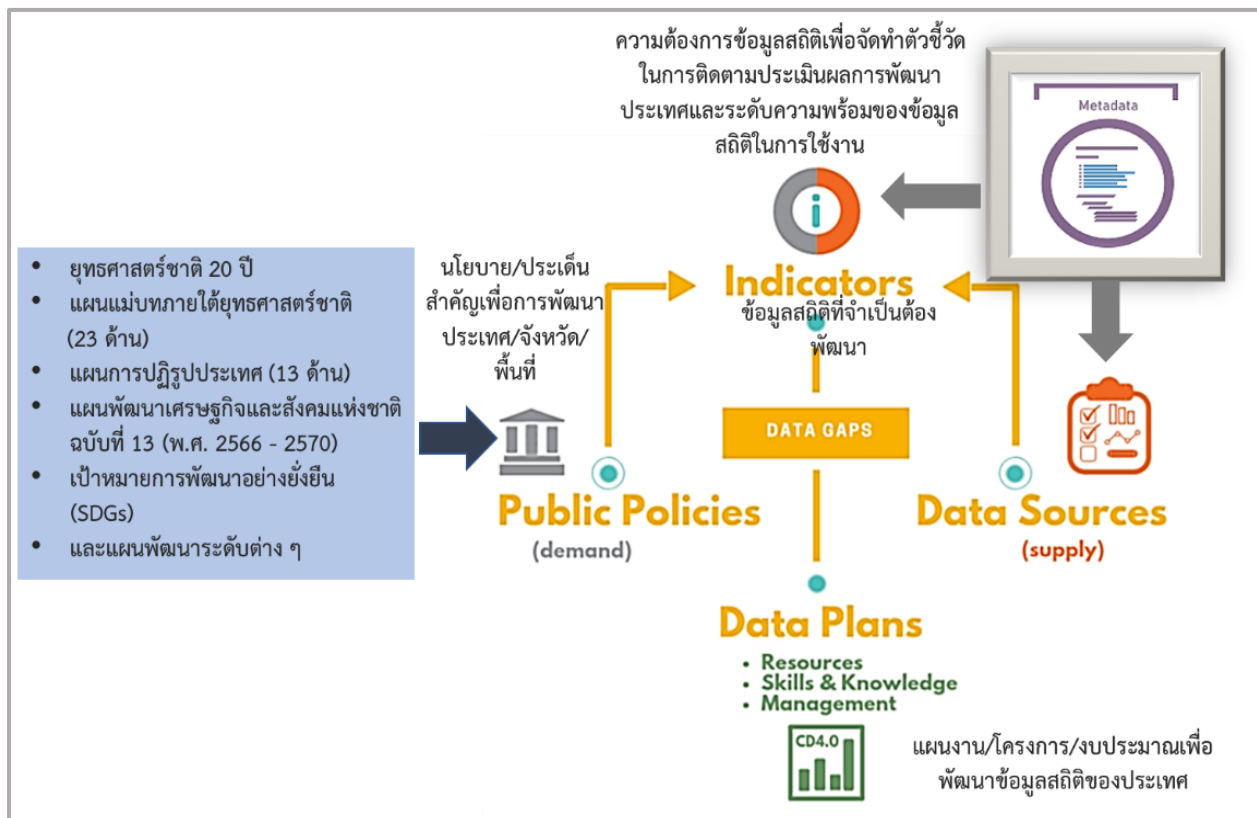 ความต้องการข้อมูลสถิติเพื่อจัดทำตัวชี้วัด
ในการติดตามประเมินผลการพัฒนา
ประเทศและระดับความพร้อมของข้อมูล
สถิติในการใช้งาน
Metadata
• ยุทธศาสตร์ชาติ 20 ปี
• แผนแม่บทภายใต้ยุทธศาสตร์ชาติ
(23 ด้าน)
• แผนการปฏิรูปประเทศ (13 ด้าน)
• แผนพัฒนาเศรษฐกิจและสังคมแห่งชาติ
ฉบับที่ 13 (พ.ศ. 2566 - 2570)
• เป้าหมายการพัฒนาอย่างยั่งยืน
(SDGs)
• และแผนพัฒนาระดับต่าง ๆ
นโยบาย/ประเด็น
สำคัญเพื่อการพัฒนา
ประเทศ/จังหวัด/
พื้นที่
i
Indicators
ข้อมูลสถิติที่จำเป็นต้อง
พัฒนา
DATA GAPS
Public Policies
(demand)
Data Sources
(supply)
Data Plans
• Resources
• Skills & Knowledge
• Management
CD4.0
แผนงาน/โครงการ/งบประมาณเพื่อ
พัฒนาข้อมูลสถิติของประเทศ